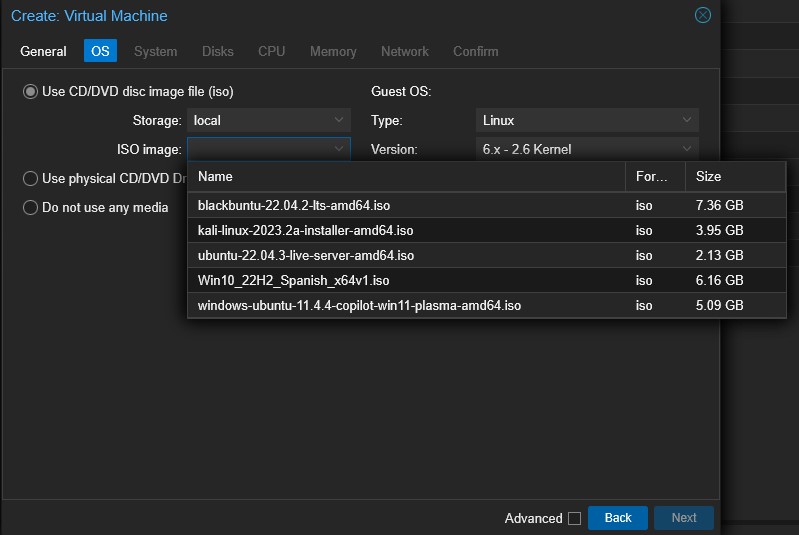 Create: Virtual Machine
General OS System Disks CPU Memory Network Confirm
Use CD/DVD disc image file (iso) Guest OS:
Storage: local Type: Linux
ISO image: Version: 6.x - 2.6 Kernel
Use physical CD/DVD Dr
Do not use any media
Name For... Size
blackbuntu-22.04.2-lts-amd64.iso iso 7.36 GB
kali-linux-2023.2a-installer-amd64.iso iso 3.95 GB
ubuntu-22.04.3-live-server-amd64.iso iso 2.13 GB
Win10_22H2_Spanish_x64v1.iso iso 6.16 GB
windows-ubuntu-11.4.4-copilot-win11-plasma-amd64.iso iso 5.09 GB
Advanced Back Next